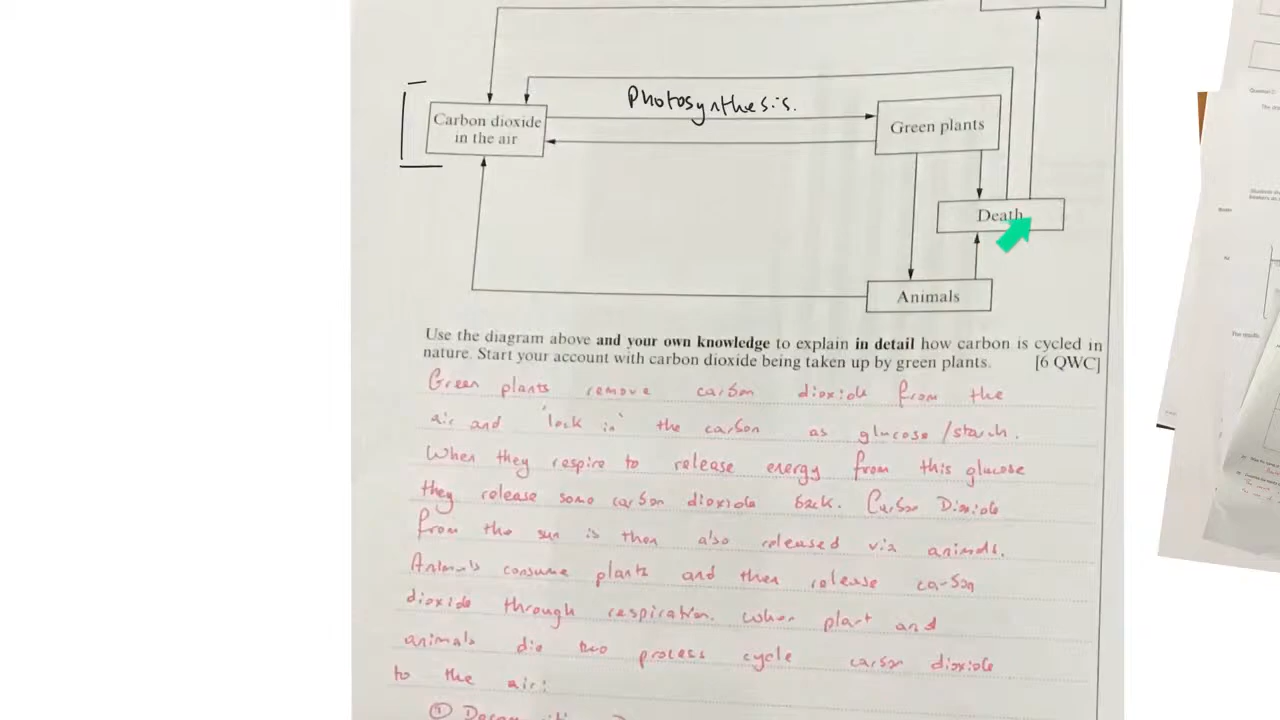 Photosynthesis.
Carbon dioxide
in the air
Green plants
Death
Animals
Use the diagram above and your own knowledge to explain in detail how carbon is cycled in
nature. Start your account with carbon dioxide being taken up by green plants. [6 QWC]
Green plants remove carbon dioxide from the
air and 'lock in' the carbon as glucose/starch.
When they respire to release energy from this glucose
they release some carbon dioxide back. Carbon Dioxide
from the sun is then also released via animals.
Animals consume plants and then release carbon
dioxide through respiration. When plant and
animals die two process cycle carbon dioxide
to the air:
①